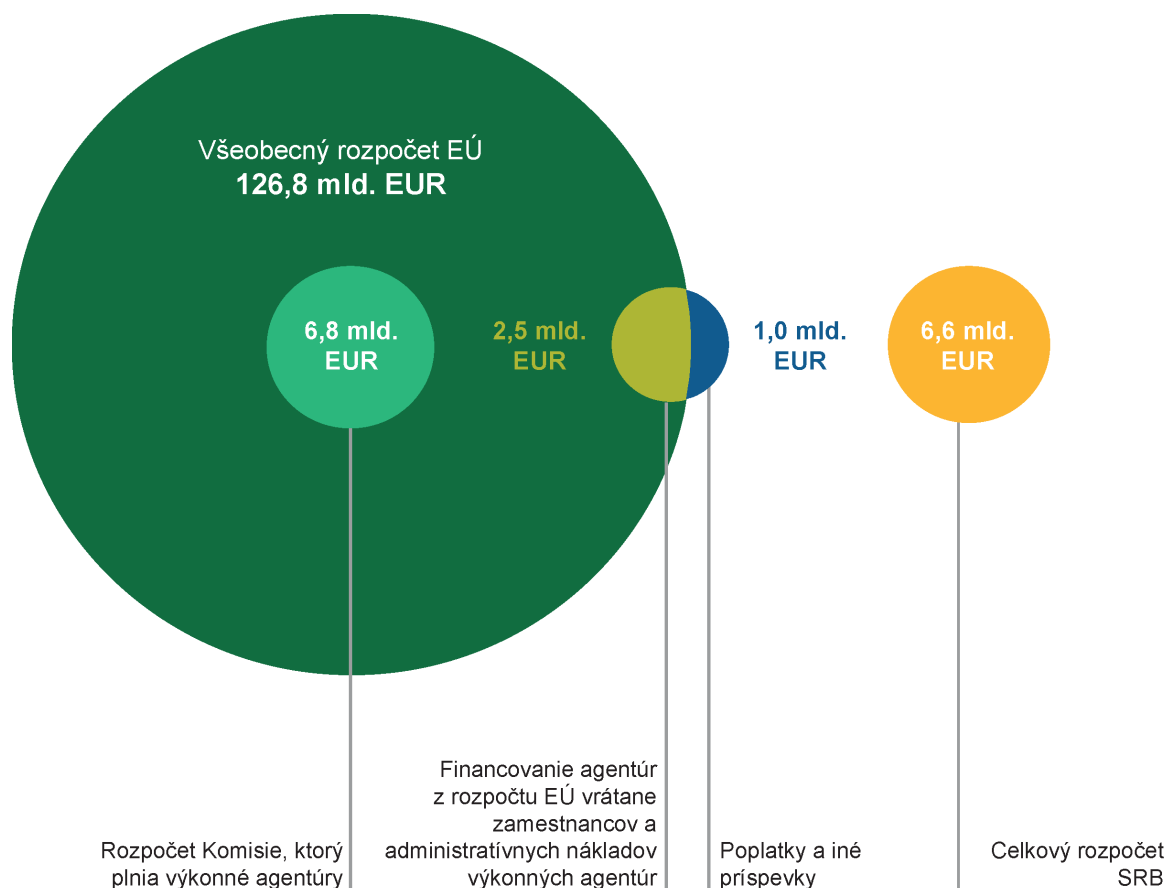 Všeobecný rozpočet EÚ
126,8 mld. EUR
6,8 mld.
EUR
2,5 mld.
EUR
1,0 mld.
EUR
6,6 mld.
EUR
Rozpočet Komisie, ktorý
plnia výkonné agentúry
Financovanie agentúr
z rozpočtu EÚ vrátane
zamestnancov a
administratívnych nákladov
výkonných agentúr
Poplatky a iné
príspevky
Celkový rozpočet
SRB